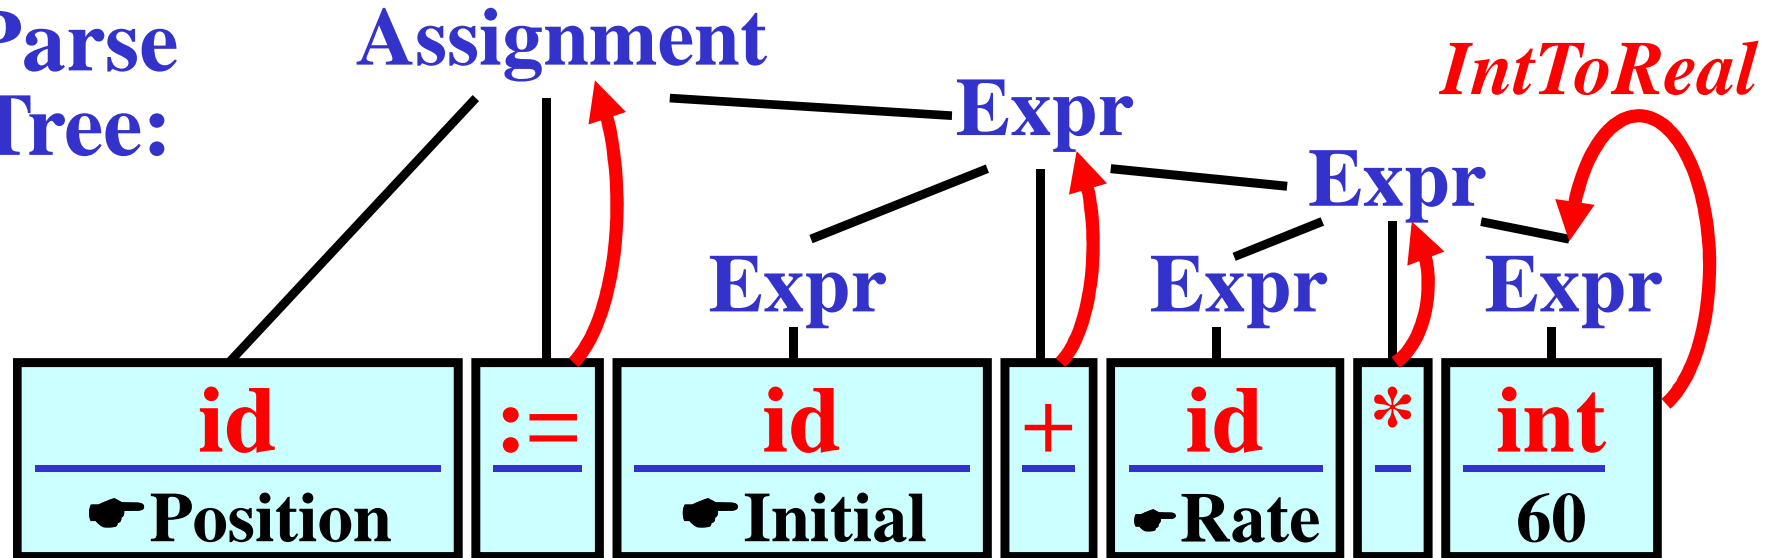 Parse
Tree:
Assignment
Expr
IntToReal
Expr
Expr
Expr
Expr
id
:=
id
+
id
*
int
Position
Initial
Rate
60